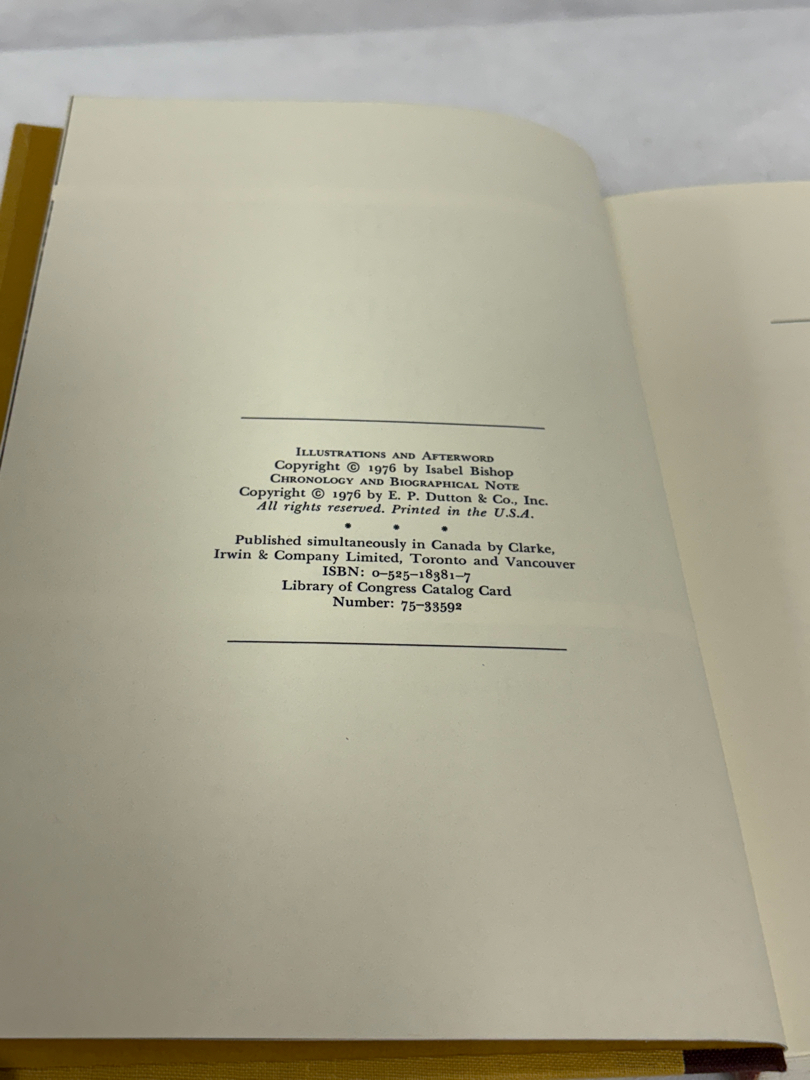 Illustrations and Afterword
Copyright © 1976 by Isabel Bishop
Chronology and Biographical Note
Copyright © 1976 by E. P. Dutton & Co., Inc.
All rights reserved. Printed in the U.S.A.
• • •
Published simultaneously in Canada by Clarke,
Irwin & Company Limited, Toronto and Vancouver
ISBN: 0–525–18381–7
Library of Congress Catalog Card
Number: 75–33592